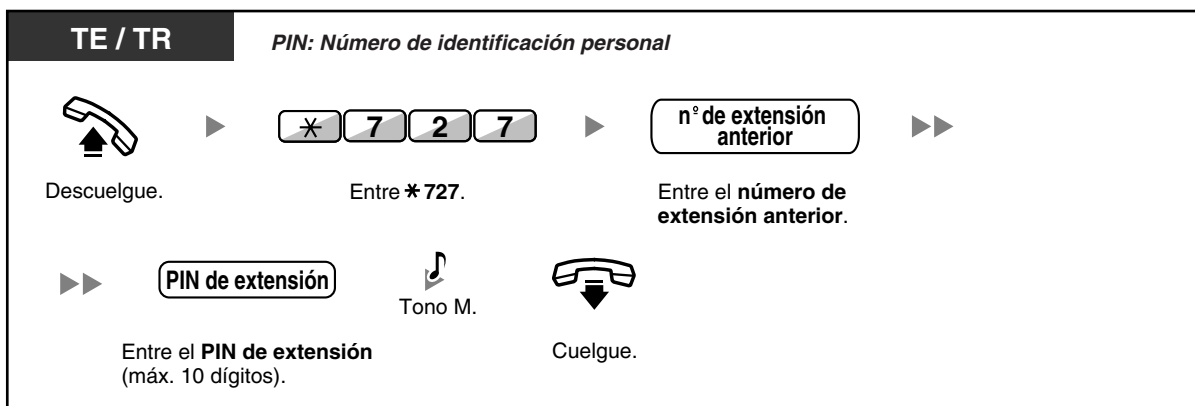 TE / TR
PIN: Número de identificación personal
* 7 2 7
nº de extensión
anterior
Descuelgue.
Entre * 727.
Entre el número de
extensión anterior.
PIN de extensión
Tono M.
Entre el PIN de extensión
(máx. 10 dígitos).
Cuelgue.